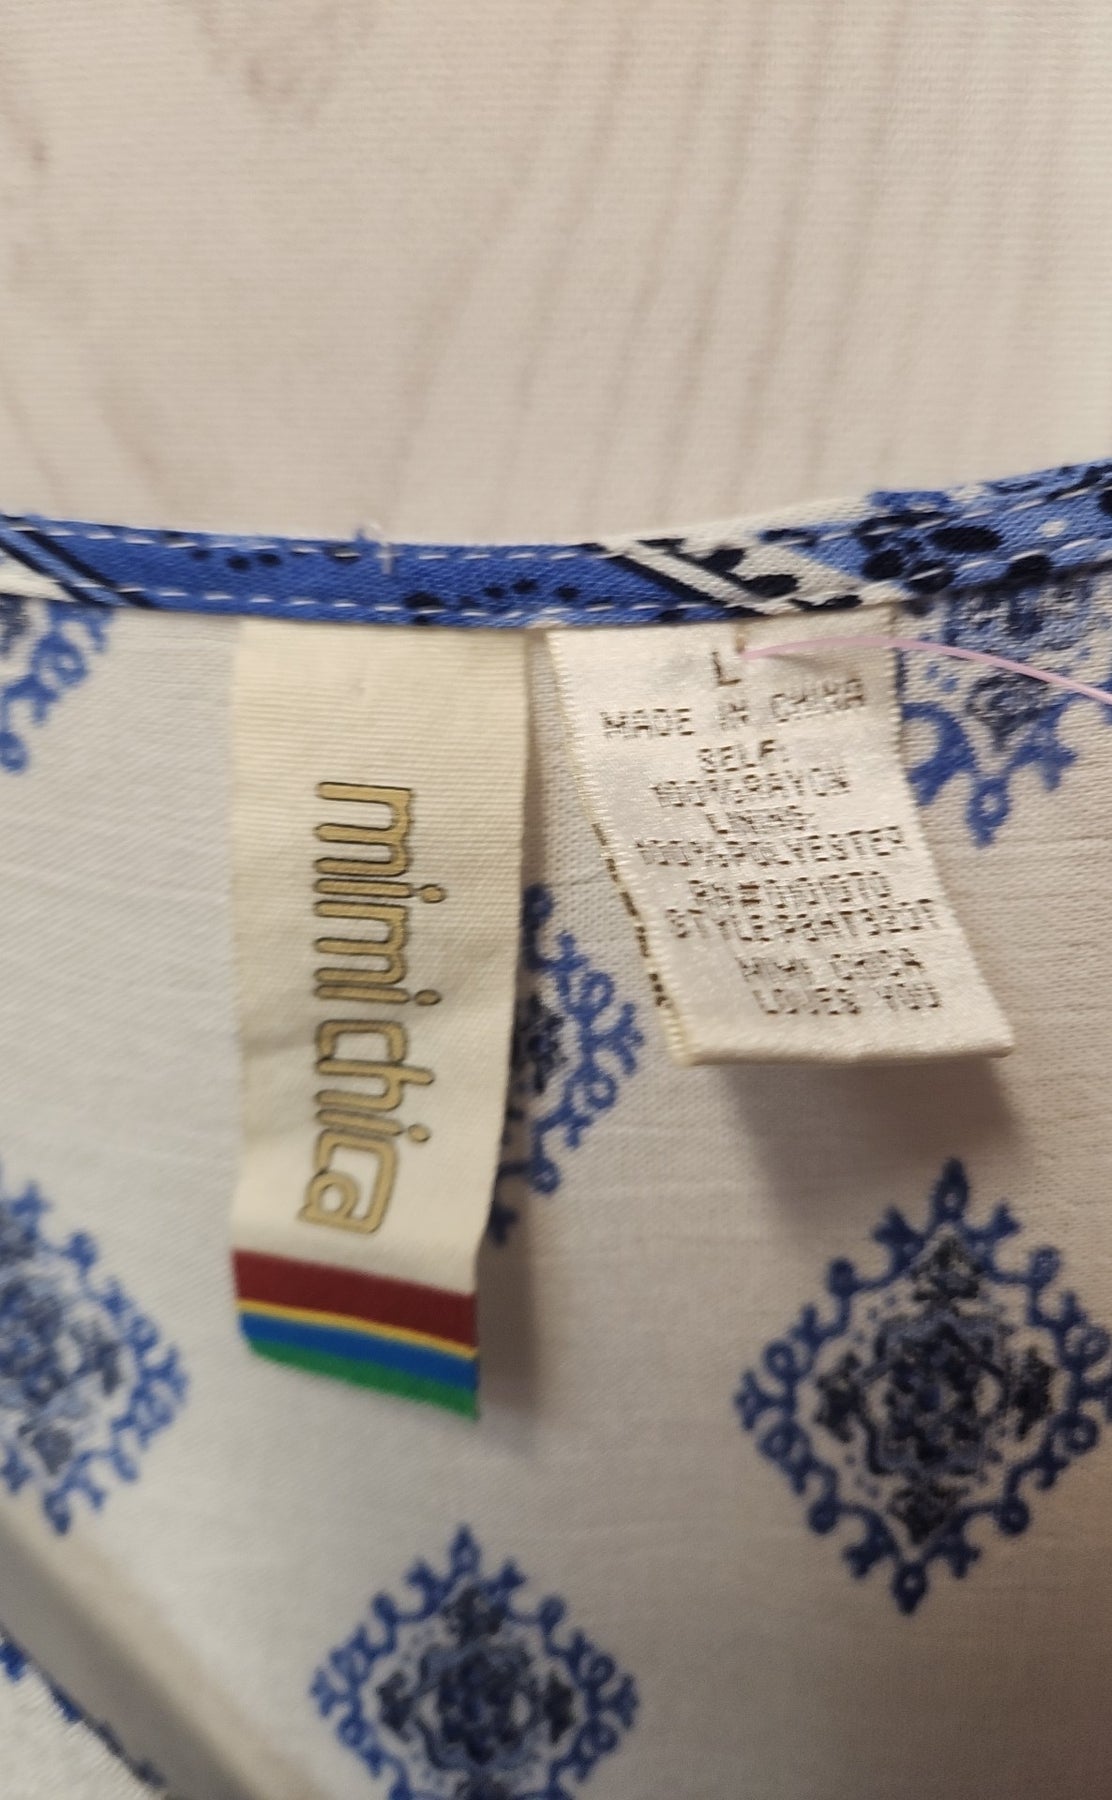 mimi chica
L
MADE IN CHINA
SELF:
100%RAYON
LINING:
100%POLYESTER
MIMI CHICA
LOVES YOU